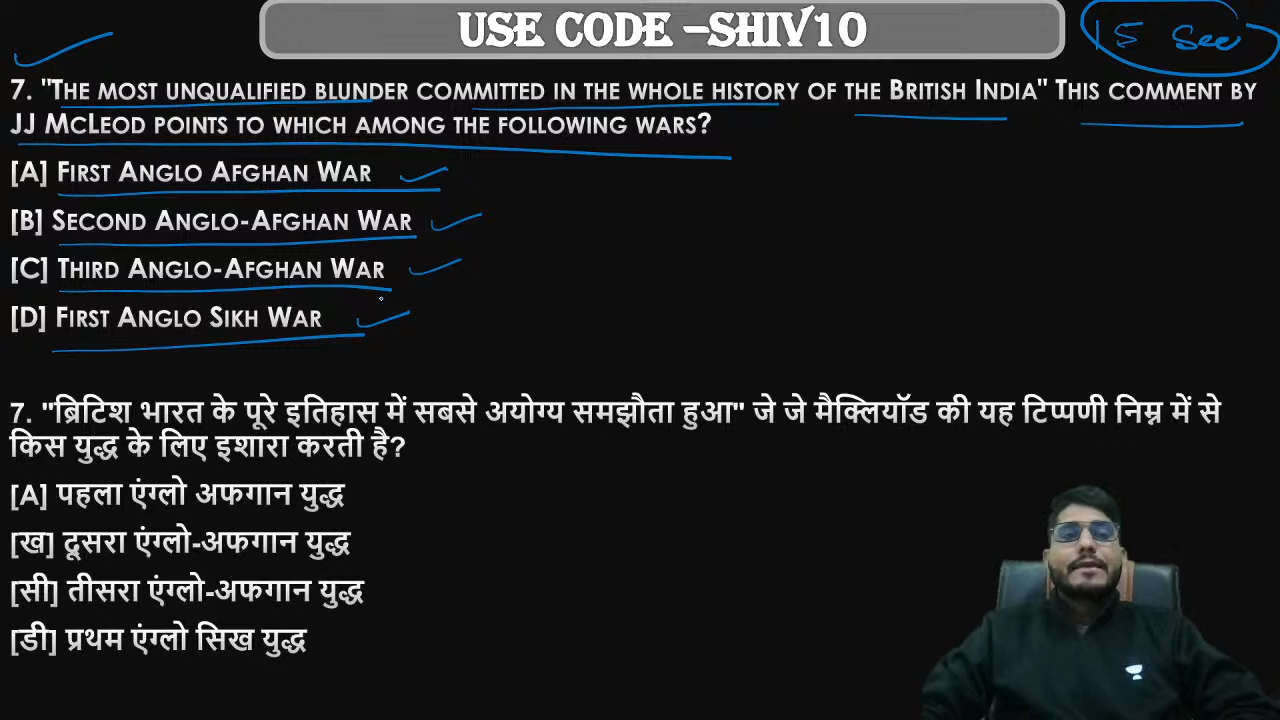 USE CODE –SHIV10
15 Sec
7. "THE MOST UNQUALIFIED BLUNDER COMMITTED IN THE WHOLE HISTORY OF THE BRITISH INDIA" THIS COMMENT BY
JJ MCLEOD POINTS TO WHICH AMONG THE FOLLOWING WARS?
[A] FIRST ANGLO AFGHAN WAR
[B] SECOND ANGLO-AFGHAN WAR
[C] THIRD ANGLO-AFGHAN WAR
[D] FIRST ANGLO SIKH WAR
7. "ब्रिटिश भारत के पूरे इतिहास में सबसे अयोग्य समझौता हुआ" जे जे मैक्लियॉड की यह टिप्पणी निम्न में से
किस युद्ध के लिए इशारा करती है?
[A] पहला एंग्लो अफगान युद्ध
[ख] दूसरा एंग्लो-अफगान युद्ध
[सी] तीसरा एंग्लो-अफगान युद्ध
[डी] प्रथम एंग्लो सिख युद्ध